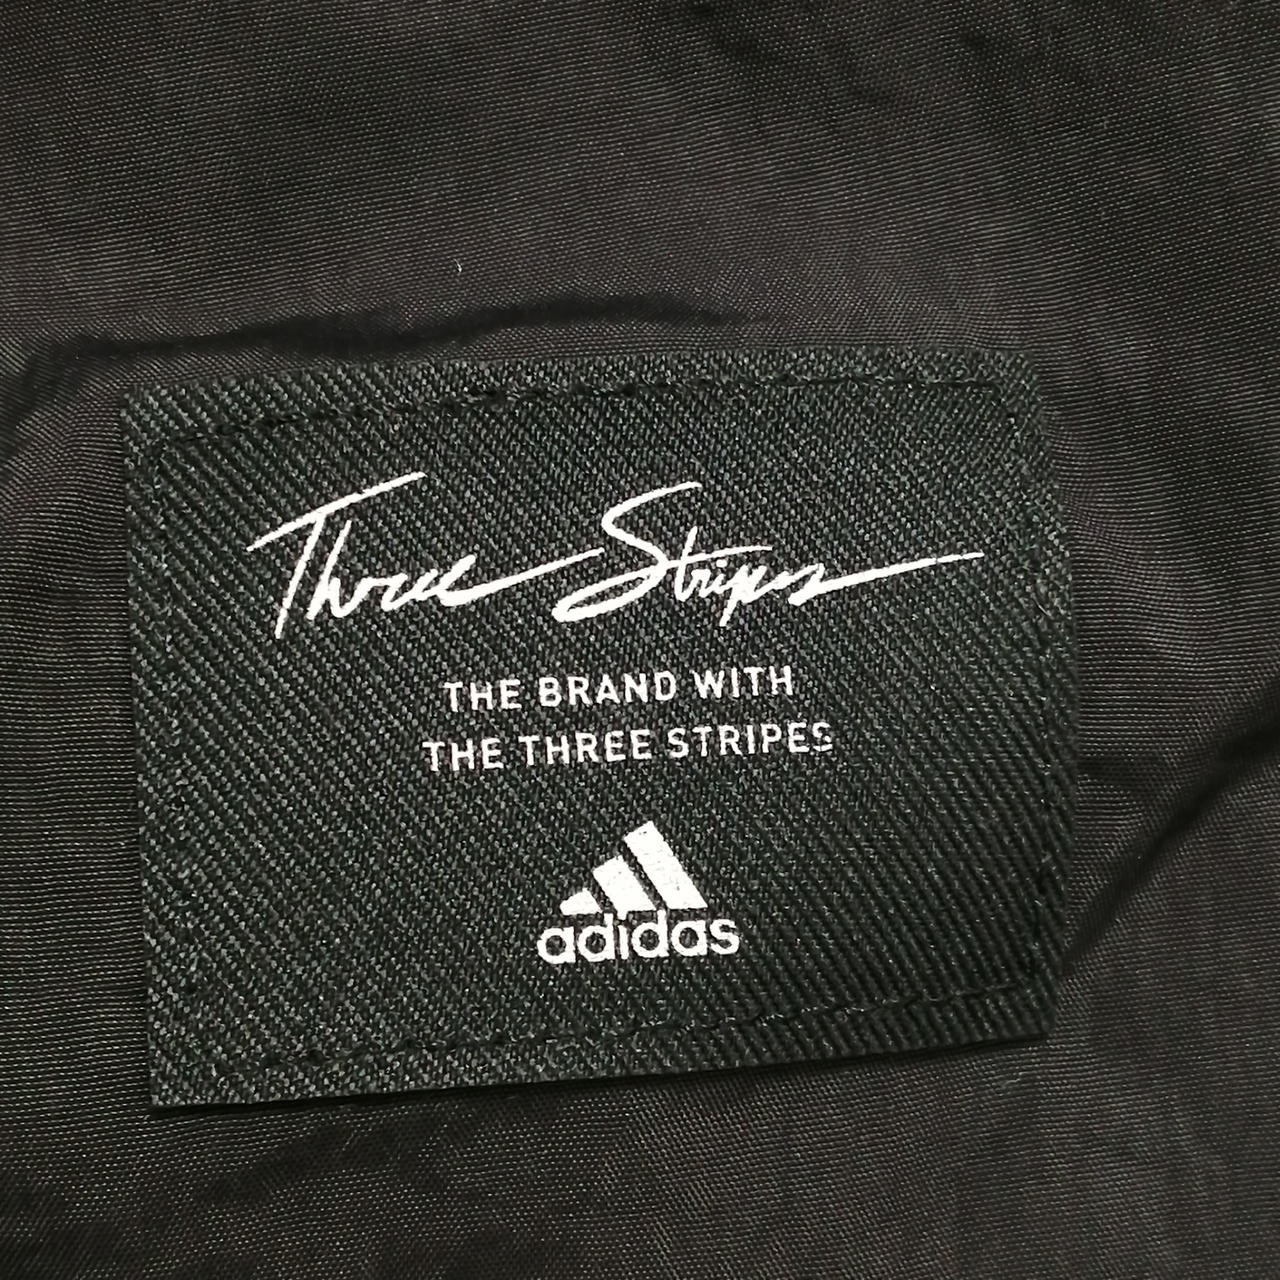 Three Stripes
THE BRAND WITH
THE THREE STRIPES
adidas